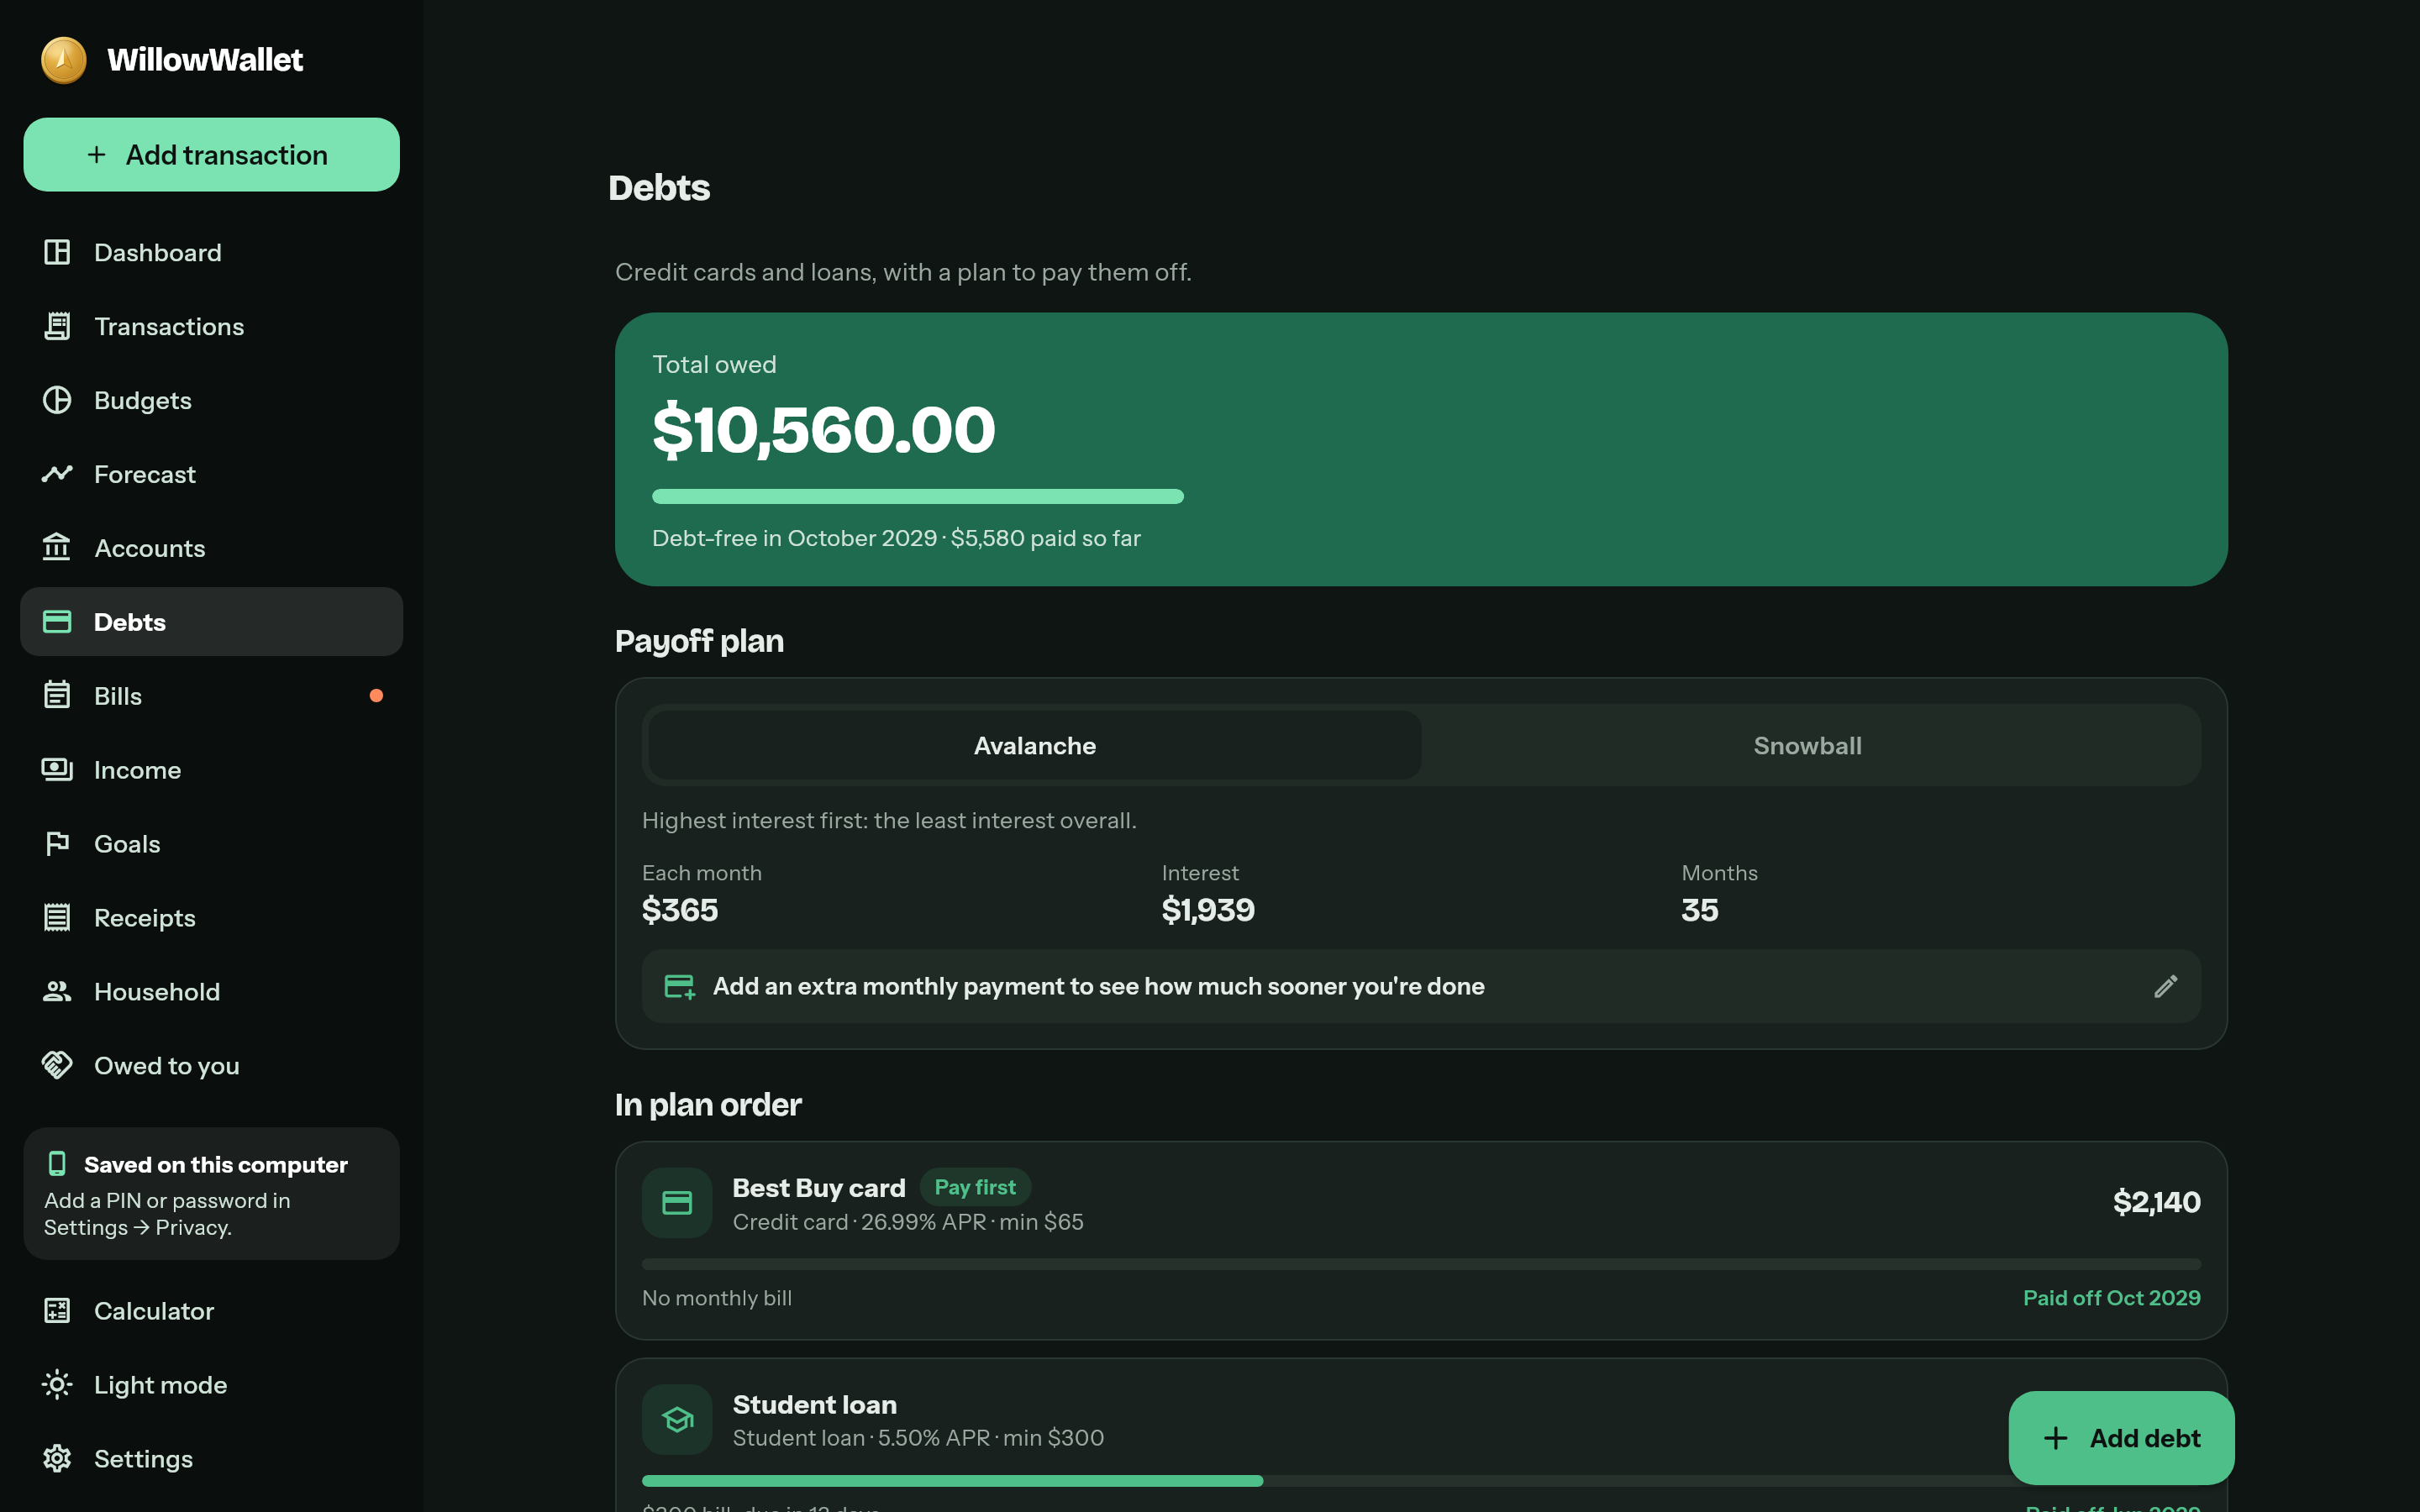 WillowWallet
+ Add transaction
Dashboard
Transactions
Budgets
Forecast
Accounts
Debts
Bills
Income
Goals
Receipts
Household
Owed to you
Saved on this computer
Add a PIN or password in
Settings → Privacy.
Calculator
Light mode
Settings
Debts
Credit cards and loans, with a plan to pay them off.
Total owed
$10,560.00
Debt-free in October 2029 · $5,580 paid so far
Payoff plan
Avalanche
Snowball
Highest interest first: the least interest overall.
Each month
$365
Interest
$1,939
Months
35
Add an extra monthly payment to see how much sooner you're done
In plan order
Best Buy card
Pay first
Credit card · 26.99% APR · min $65
$2,140
No monthly bill
Paid off Oct 2029
Student loan
Student loan · 5.50% APR · min $300
+ Add debt